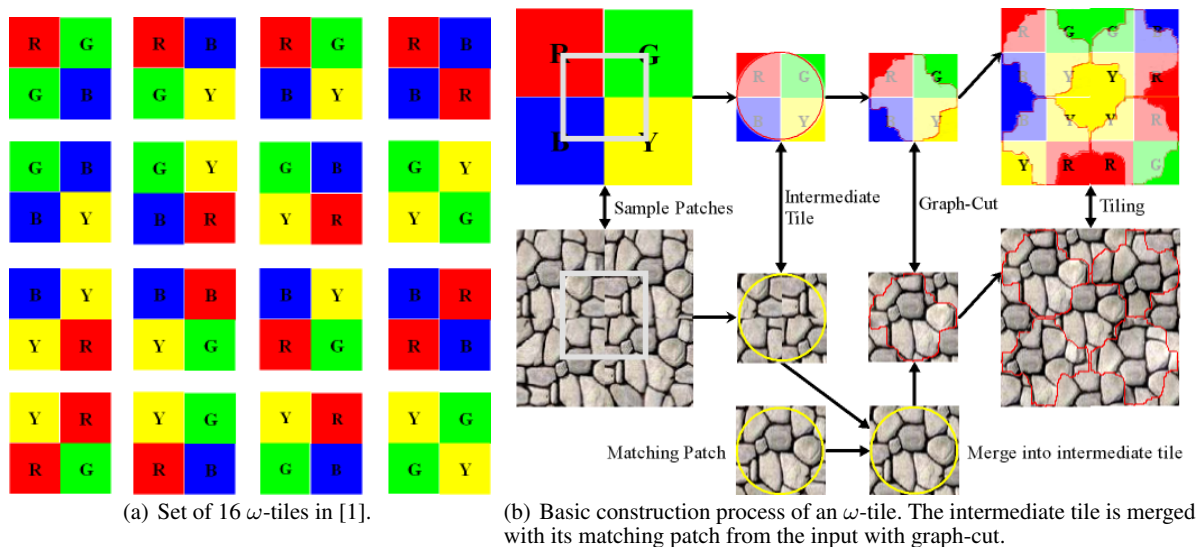 R G R B R G R B
G B G Y B Y B R
G B G Y G B G Y
B Y B R Y R Y G
B Y B R B Y B R
Y R Y G R G R B
Y R Y G Y R Y G
R G R B G B G Y
(a) Set of 16 ω-tiles in [1].
R G
B Y
R G
B Y
R G
B Y
R G G B
B Y Y R
B Y Y R
Y R R G
Sample Patches
Intermediate
Tile
Graph-Cut
Tiling
Matching Patch
Merge into intermediate tile
(b) Basic construction process of an ω-tile. The intermediate tile is merged
with its matching patch from the input with graph-cut.